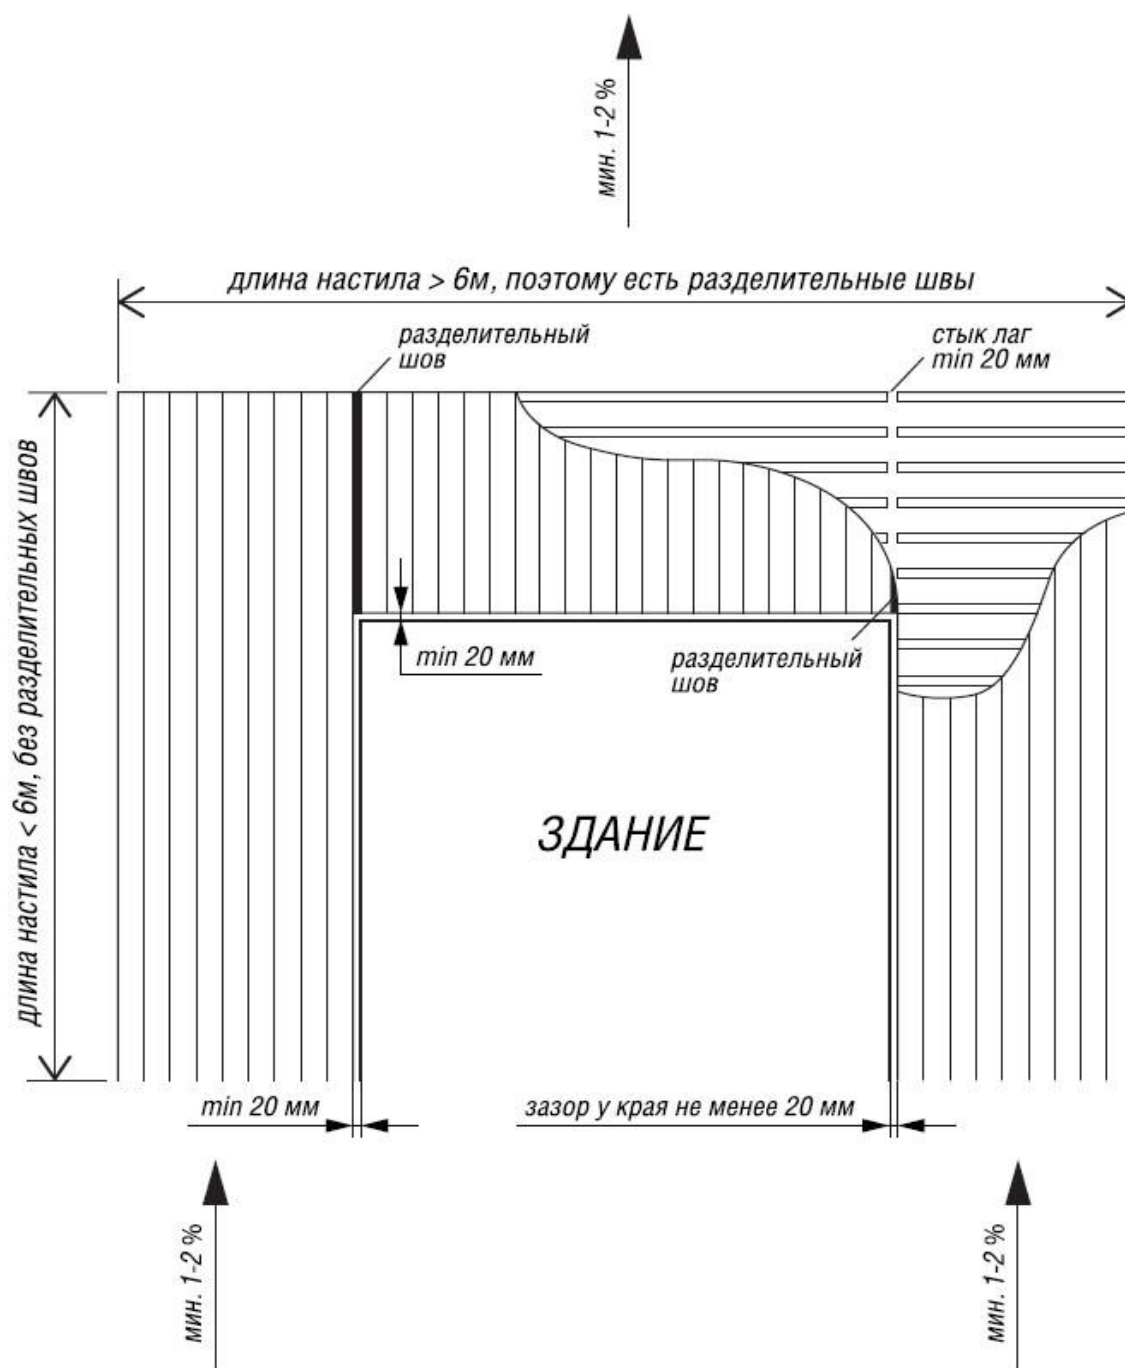 мин. 1-2 %
длина настила > 6м, поэтому есть разделительные швы
разделительный
шов
стык лаг
min 20 мм
длина настила < 6м, без разделительных швов
min 20 мм
разделительный
шов
ЗДАНИЕ
min 20 мм
зазор у края не менее 20 мм
мин. 1-2 %
мин. 1-2 %